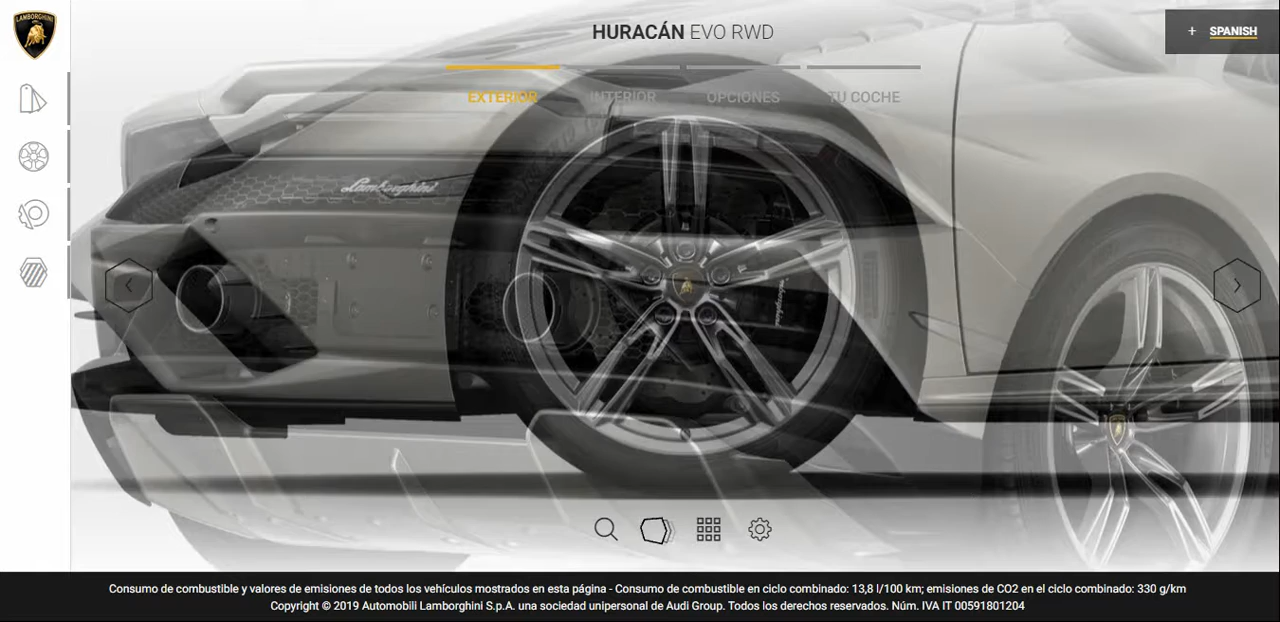 LAMBORGHINI
HURACÁN EVO RWD
+ SPANISH
EXTERIOR
INTERIOR
OPCIONES
TU COCHE
Lamborghini
Lamborghini
Consumo de combustible y valores de emisiones de todos los vehículos mostrados en esta página - Consumo de combustible en ciclo combinado: 13,8 l/100 km; emisiones de CO2 en el ciclo combinado: 330 g/km
Copyright © 2019 Automobili Lamborghini S.p.A. una sociedad unipersonal de Audi Group. Todos los derechos reservados. Núm. IVA IT 00591801204